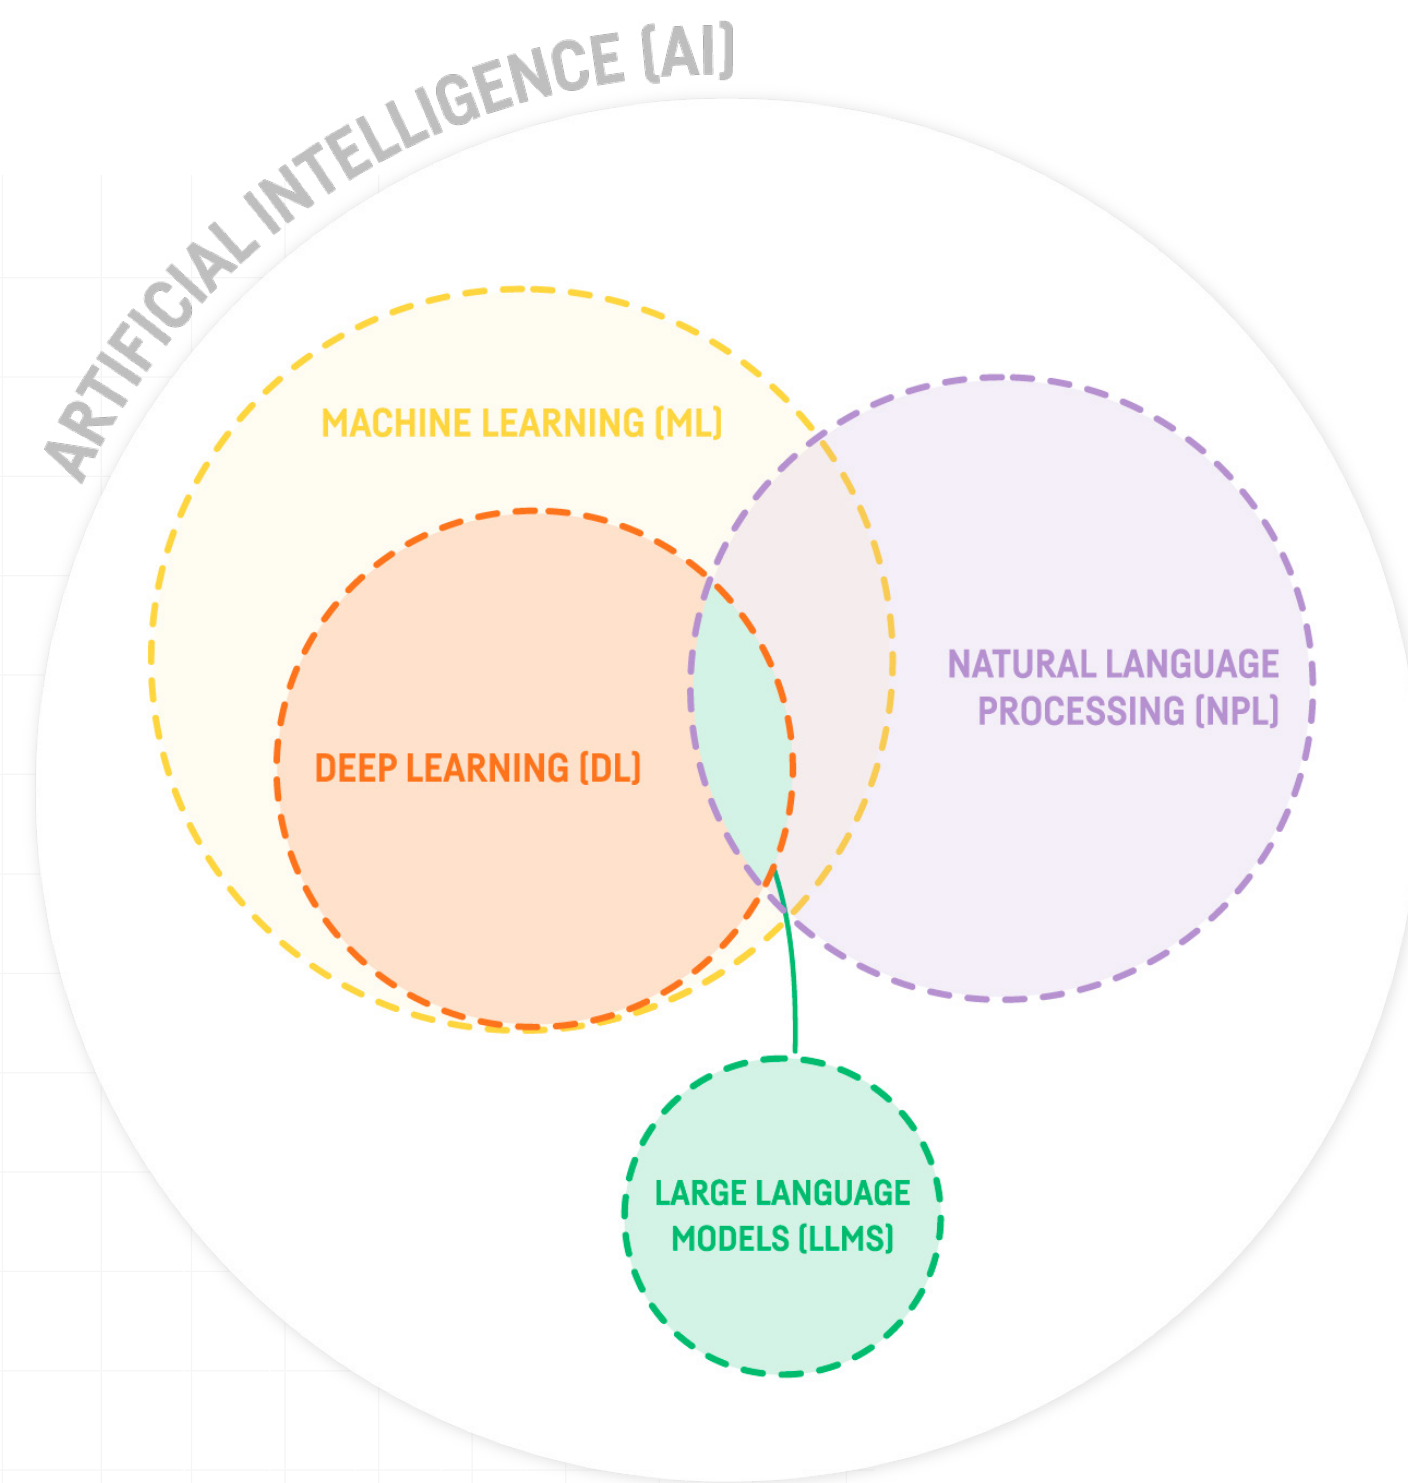 ARTIFICIAL INTELLIGENCE (AI)
MACHINE LEARNING (ML)
NATURAL LANGUAGE
PROCESSING (NPL)
DEEP LEARNING (DL)
LARGE LANGUAGE
MODELS (LLMS)